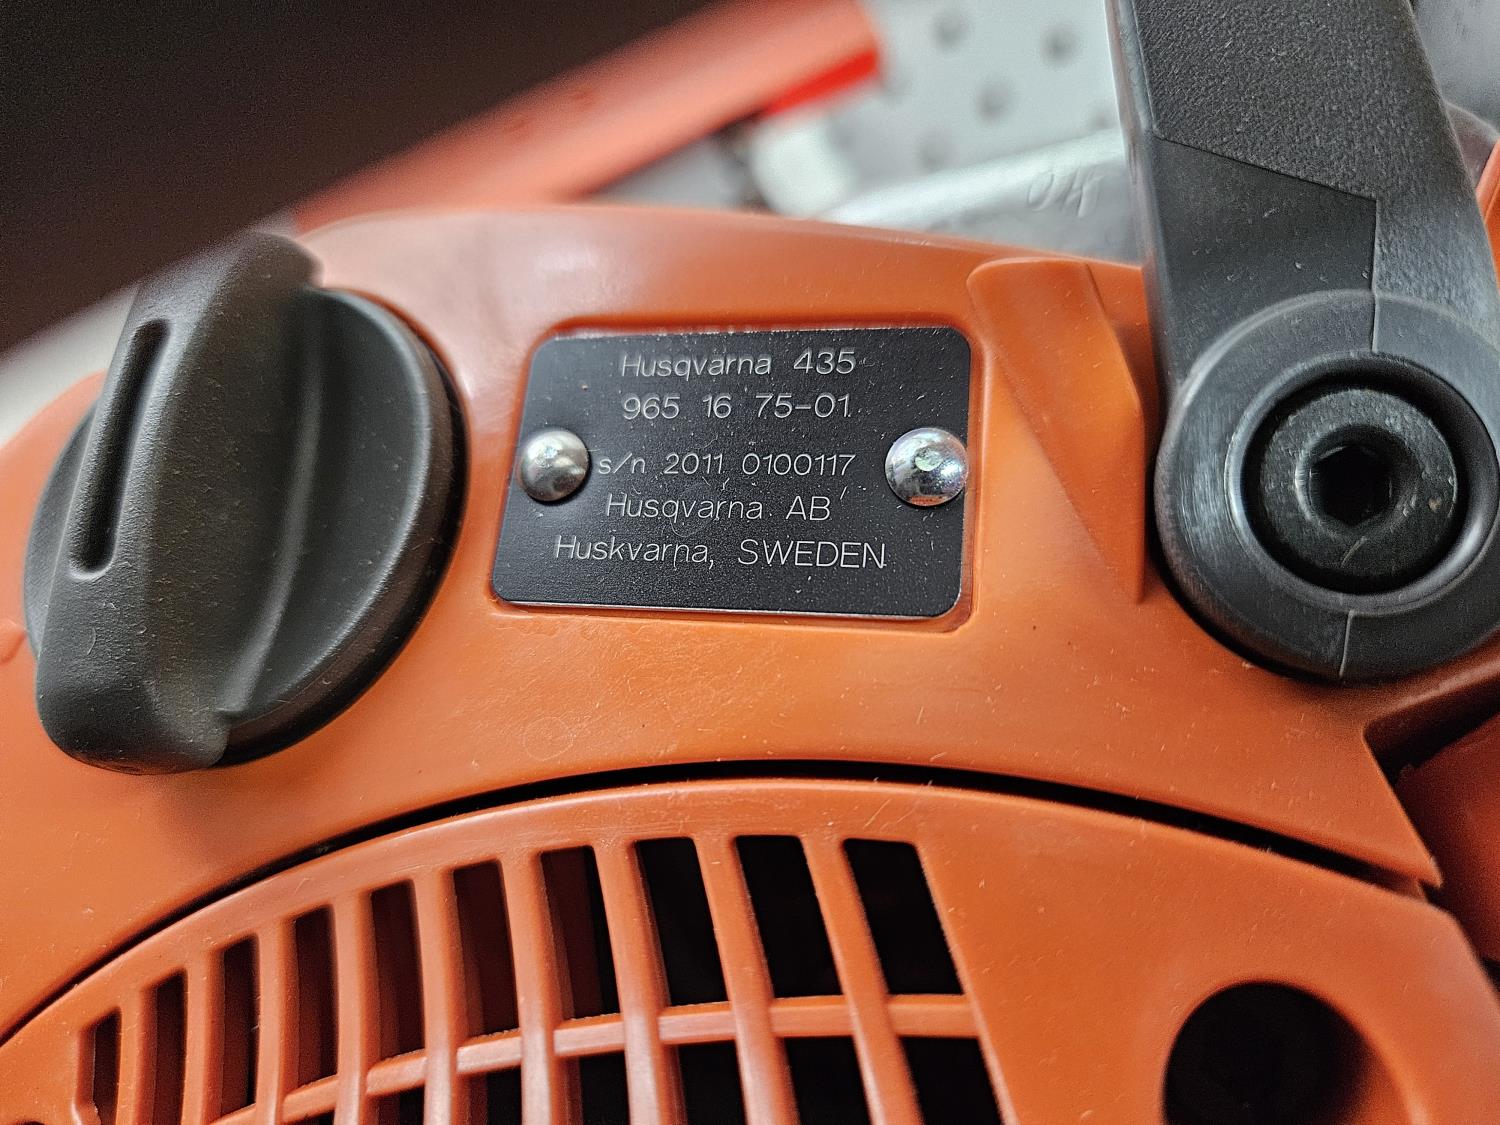 Husqvarna 435
965 16 75-01
s/n 2011 0100117
Husqvarna AB
Huskvarna, SWEDEN